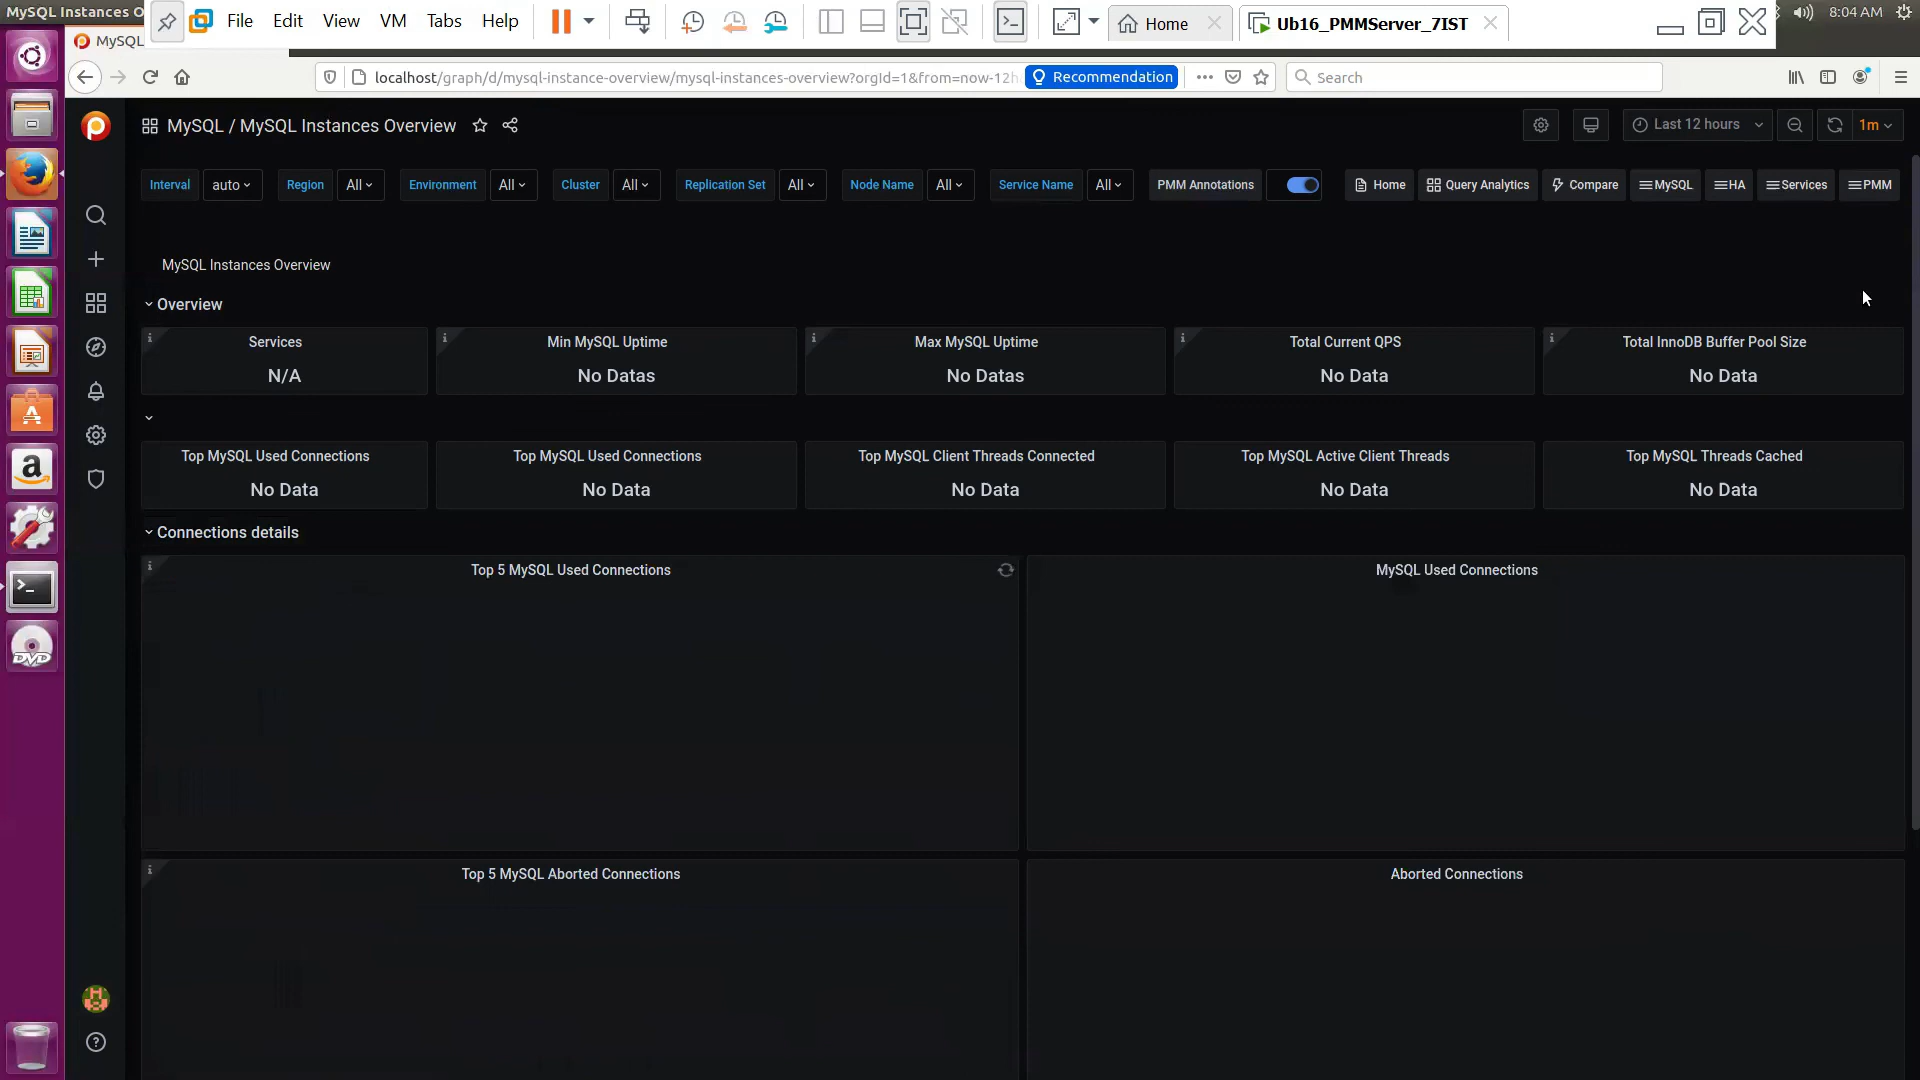 MySQL Instances O
File Edit View VM Tabs Help
Home
Ub16_PMMServer_7IST
8:04 AM
MySQL
localhost/graph/d/mysql-instance-overview/mysql-instances-overview?orgId=1&from=now-12h
Recommendation
Search
MySQL / MySQL Instances Overview
Last 12 hours
1m
Interval auto Region All Environment All Cluster All Replication Set All Node Name All Service Name All PMM Annotations Home Query Analytics Compare MySQL HA Services PMM
MySQL Instances Overview
Overview
Services Min MySQL Uptime Max MySQL Uptime Total Current QPS Total InnoDB Buffer Pool Size
N/A No Datas No Datas No Data No Data
Top MySQL Used Connections Top MySQL Used Connections Top MySQL Client Threads Connected Top MySQL Active Client Threads Top MySQL Threads Cached
No Data No Data No Data No Data No Data
Connections details
Top 5 MySQL Used Connections MySQL Used Connections
Top 5 MySQL Aborted Connections Aborted Connections
DVD